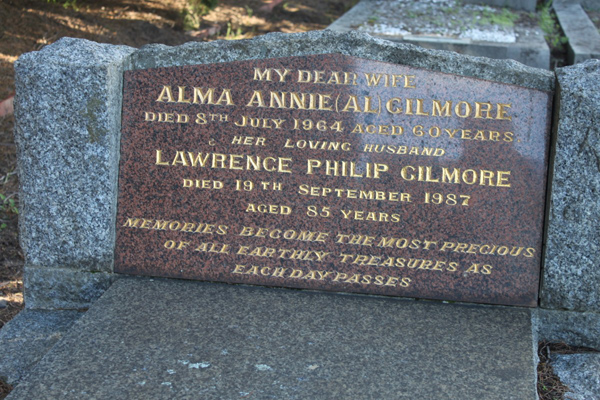 MY DEAR WIFE
ALMA ANNIE (AL) GILMORE
DIED 8TH JULY 1964 AGED 60 YEARS
HER LOVING HUSBAND
LAWRENCE PHILIP GILMORE
DIED 19TH SEPTEMBER 1987
AGED 85 YEARS
MEMORIES BECOME THE MOST PRECIOUS
OF ALL EARTHLY TREASURES AS
EACH DAY PASSES